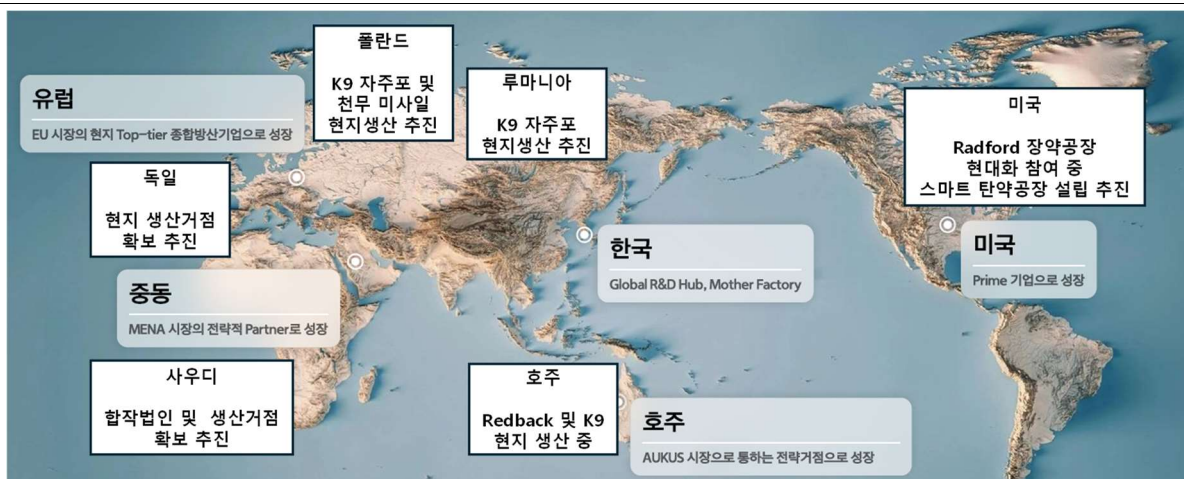 유럽
EU 시장의 현지 Top-tier 종합방산기업으로 성장
폴란드
K9 자주포 및
천무 미사일
현지생산 추진
루마니아
K9 자주포
현지생산 추진
미국
Radford 장약공장
현대화 참여 중
스마트 탄약공장 설립 추진
독일
현지 생산거점
확보 추진
한국
Global R&D Hub, Mother Factory
미국
Prime 기업으로 성장
중동
MENA 시장의 전략적 Partner로 성장
사우디
합작법인 및 생산거점
확보 추진
호주
Redback 및 K9
현지 생산 중
호주
AUKUS 시장으로 통하는 전략거점으로 성장